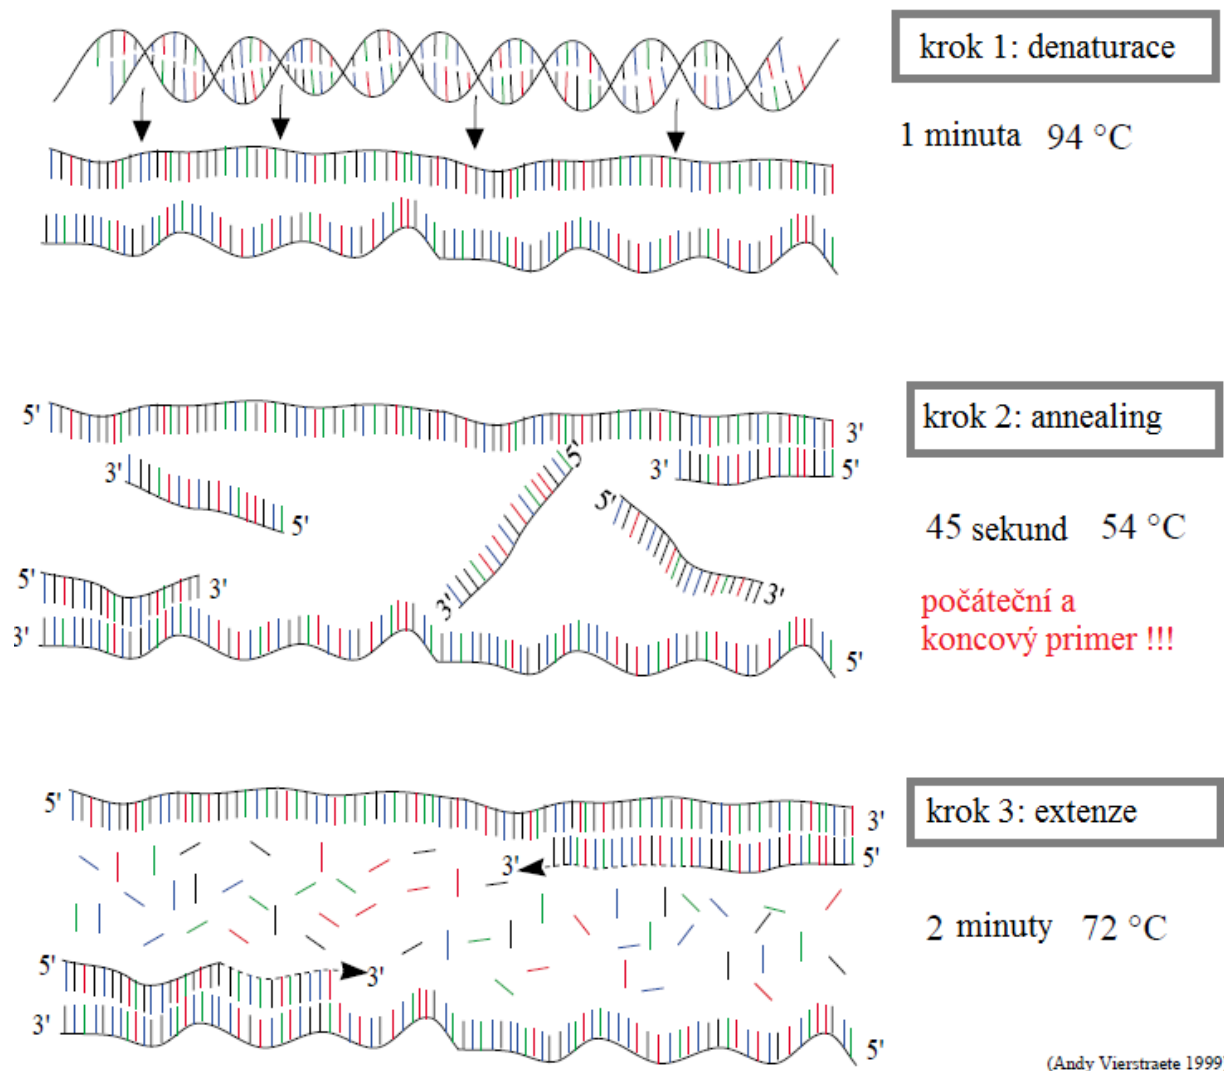 krok 1: denaturace
1 minuta 94 °C
5'
3'
krok 2: annealing
3'
5'
5'
3'
5'
5'
3'
45 sekund 54 °C
5'
3'
3'
počáteční a
koncový primer !!!
3'
5'
5'
3'
krok 3: extenze
3'
5'
2 minuty 72 °C
5'
3'
3'
5'
(Andy Vierstraete 1999